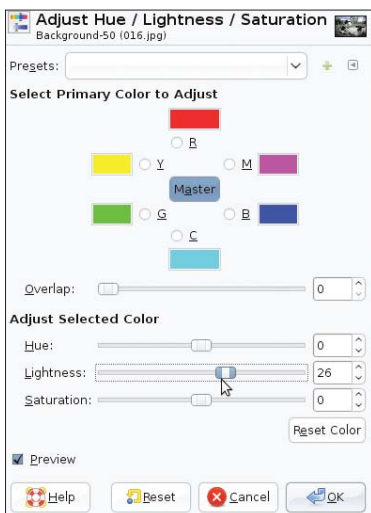 Adjust Hue / Lightness / Saturation
Background-50 (016.jpg)
Presets:
Select Primary Color to Adjust
R
Y M
Master
G B
C
Overlap: 0
Adjust Selected Color
Hue: 0
Lightness: 26
Saturation: 0
Reset Color
Preview
Help Reset Cancel OK